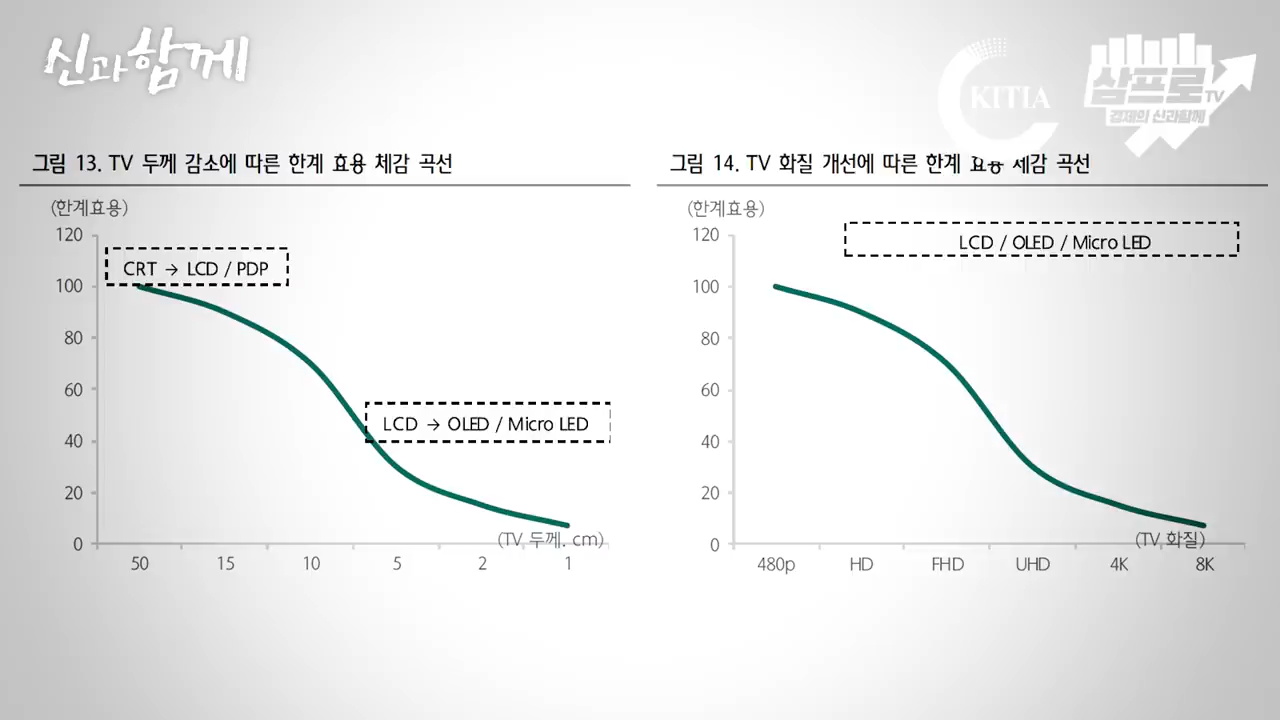 신과함께
KITIA
삼프로TV
경제의 신과함께
그림 13. TV 두께 감소에 따른 한계 효용 체감 곡선
(한계효용)
120
100
80
60
40
20
0
CRT → LCD / PDP
LCD → OLED / Micro LED
(TV 두께. cm)
50 15 10 5 2 1
그림 14. TV 화질 개선에 따른 한계 효용 체감 곡선
(한계효용)
120
100
80
60
40
20
0
LCD / OLED / Micro LED
(TV 화질)
480p HD FHD UHD 4K 8K